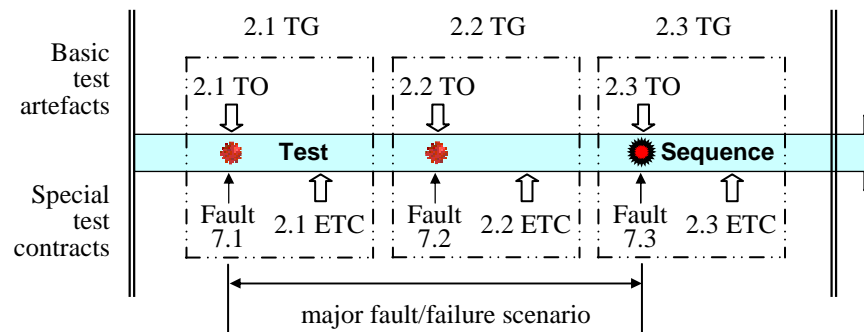 2.1 TG 2.2 TG 2.3 TG
Basic
test
artefacts
2.1 TO 2.2 TO 2.3 TO
Test Sequence
Special
test
contracts
Fault
7.1
2.1 ETC
Fault
7.2
2.2 ETC
Fault
7.3
2.3 ETC
major fault/failure scenario